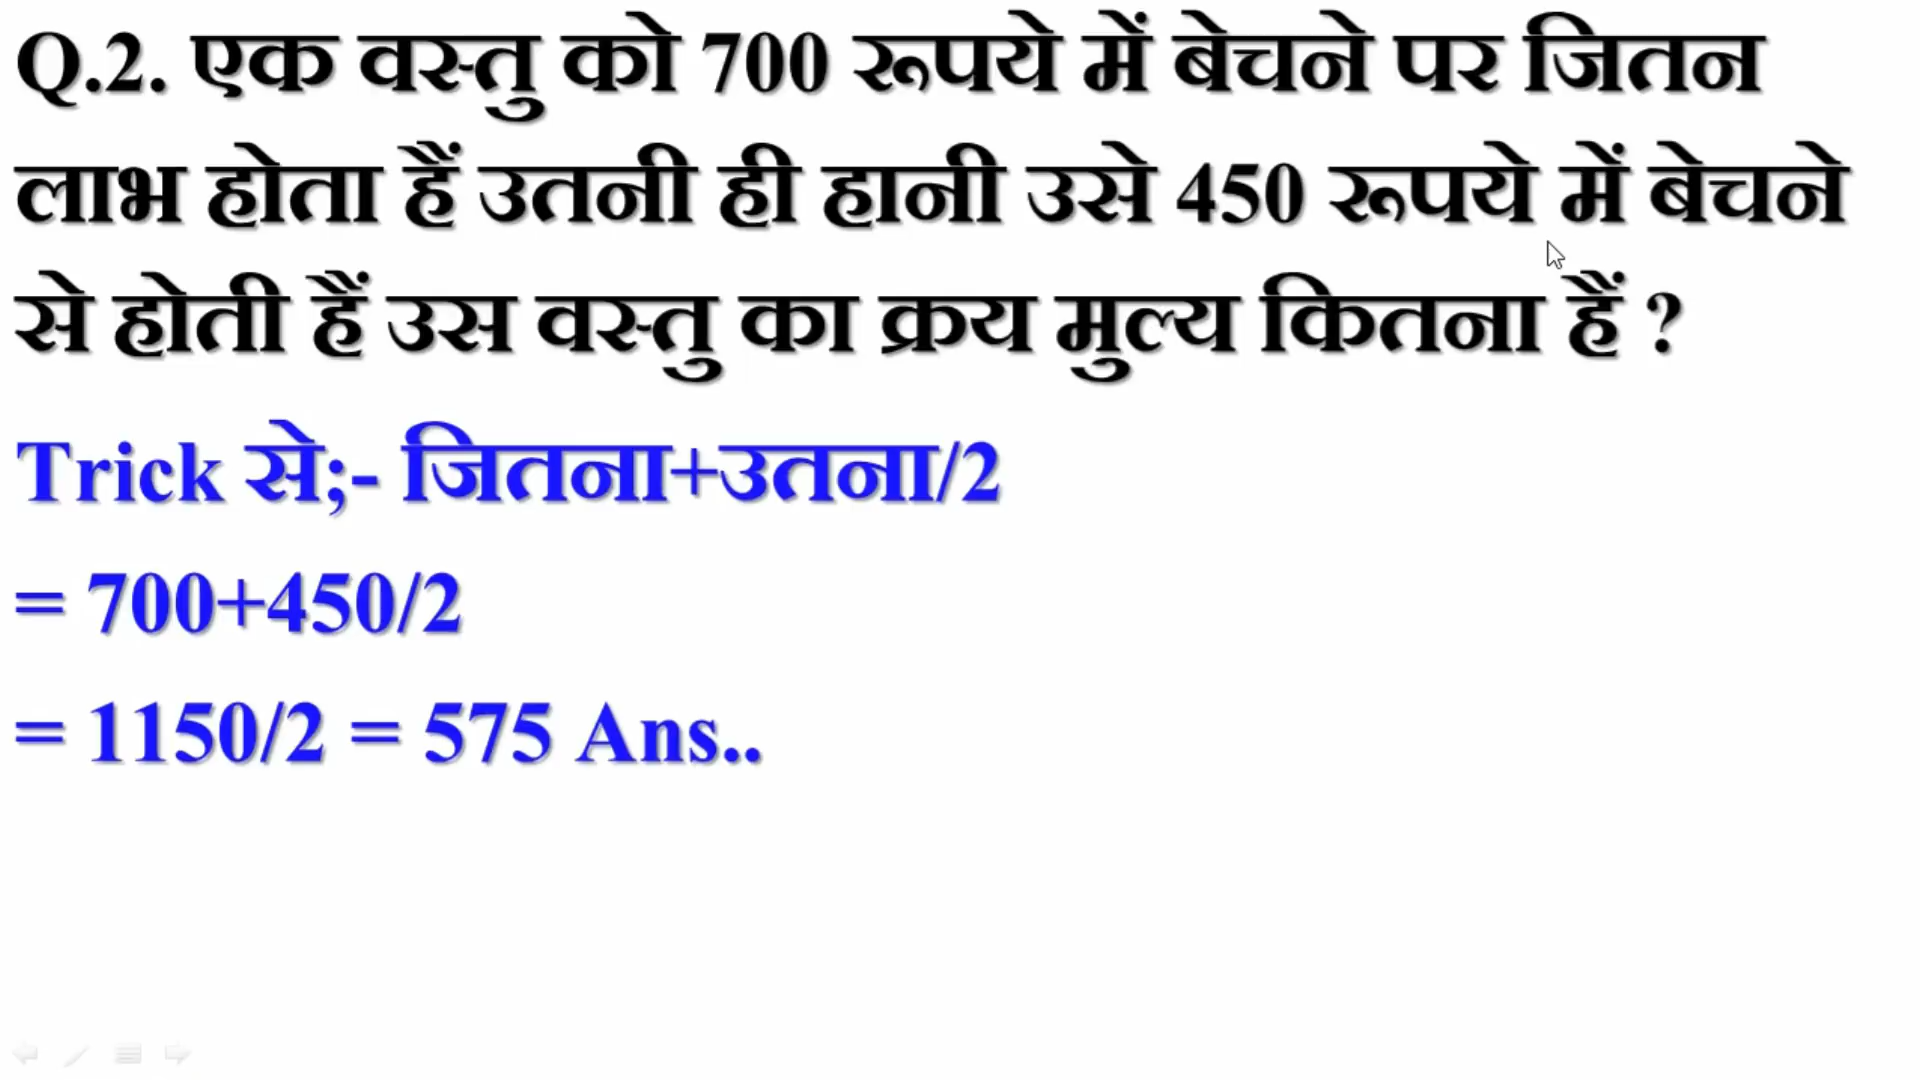 Q.2. एक वस्तु को 700 रूपये में बेचने पर जितन
लाभ होता हैं उतनी ही हानी उसे 450 रूपये में बेचने
से होती हैं उस वस्तु का क्रय मुल्य कितना हैं ?
Trick से;- जितना+उतना/2
= 700+450/2
= 1150/2 = 575 Ans..